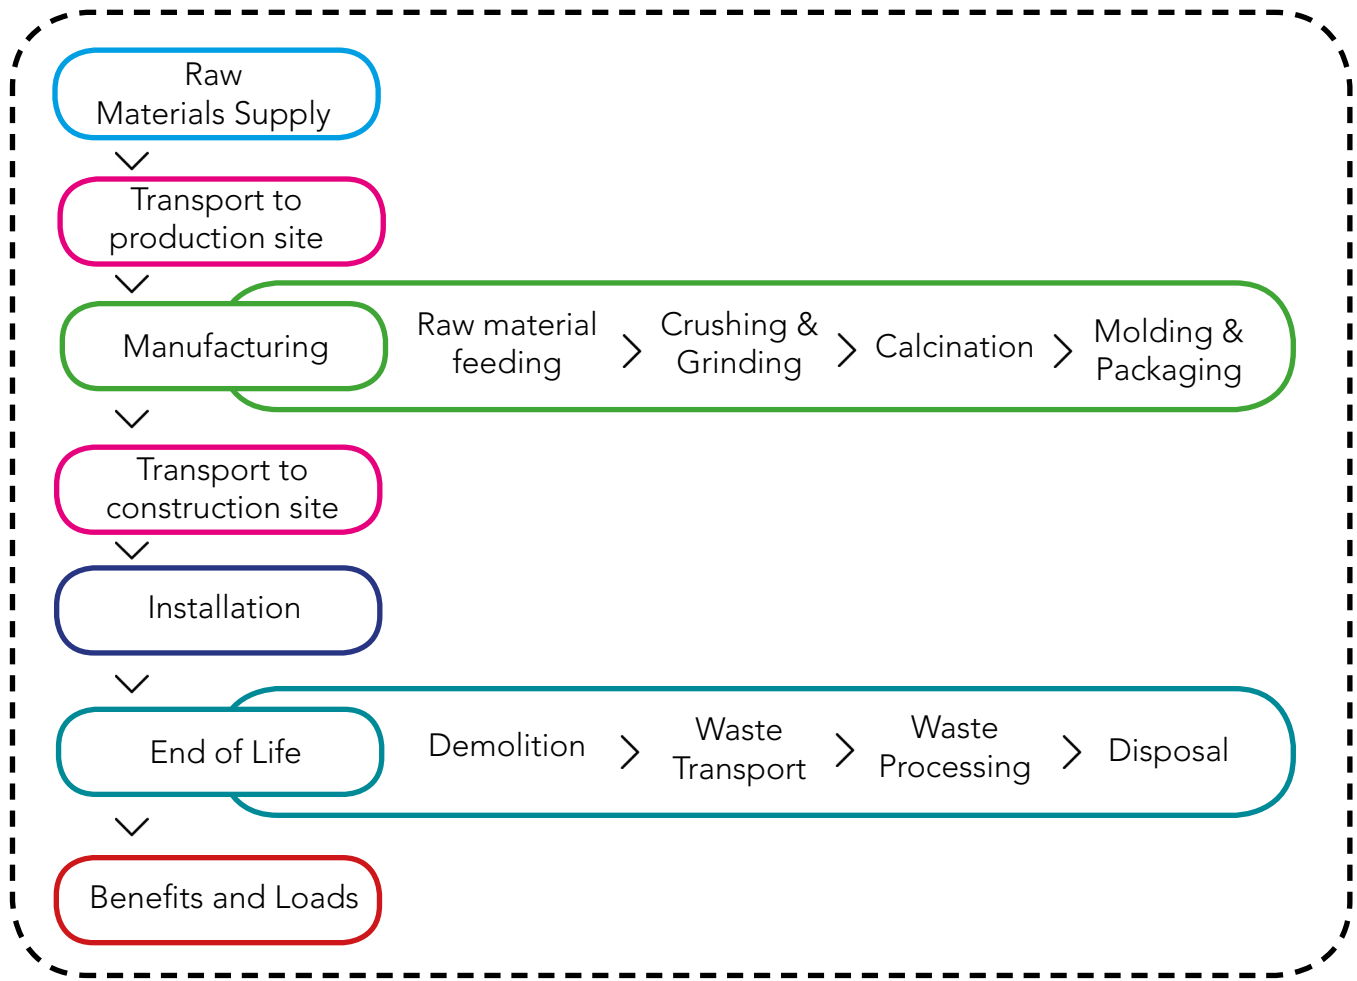 Raw
Materials Supply
Transport to
production site
Manufacturing
Raw material
feeding
Crushing &
Grinding
Calcination
Molding &
Packaging
Transport to
construction site
Installation
End of Life
Demolition
Waste
Transport
Waste
Processing
Disposal
Benefits and Loads